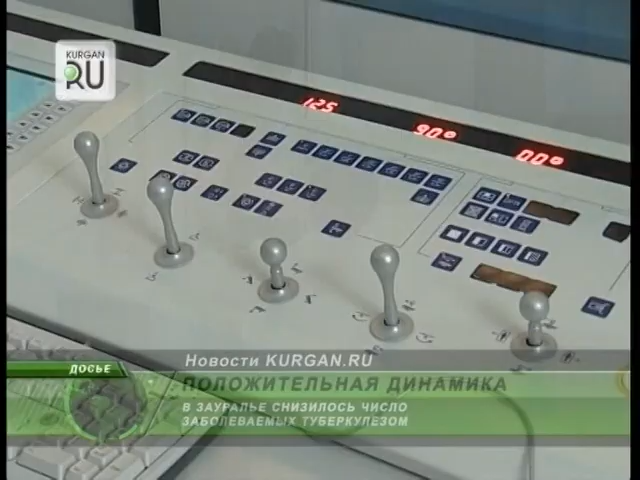 KURGAN
RU
125
90°
00°
ДОСЬЕ
Новости KURGAN.RU
ПОЛОЖИТЕЛЬНАЯ ДИНАМИКА
В ЗАУРАЛЬЕ СНИЗИЛОСЬ ЧИСЛО
ЗАБОЛЕВАЕМЫХ ТУБЕРКУЛЕЗОМ